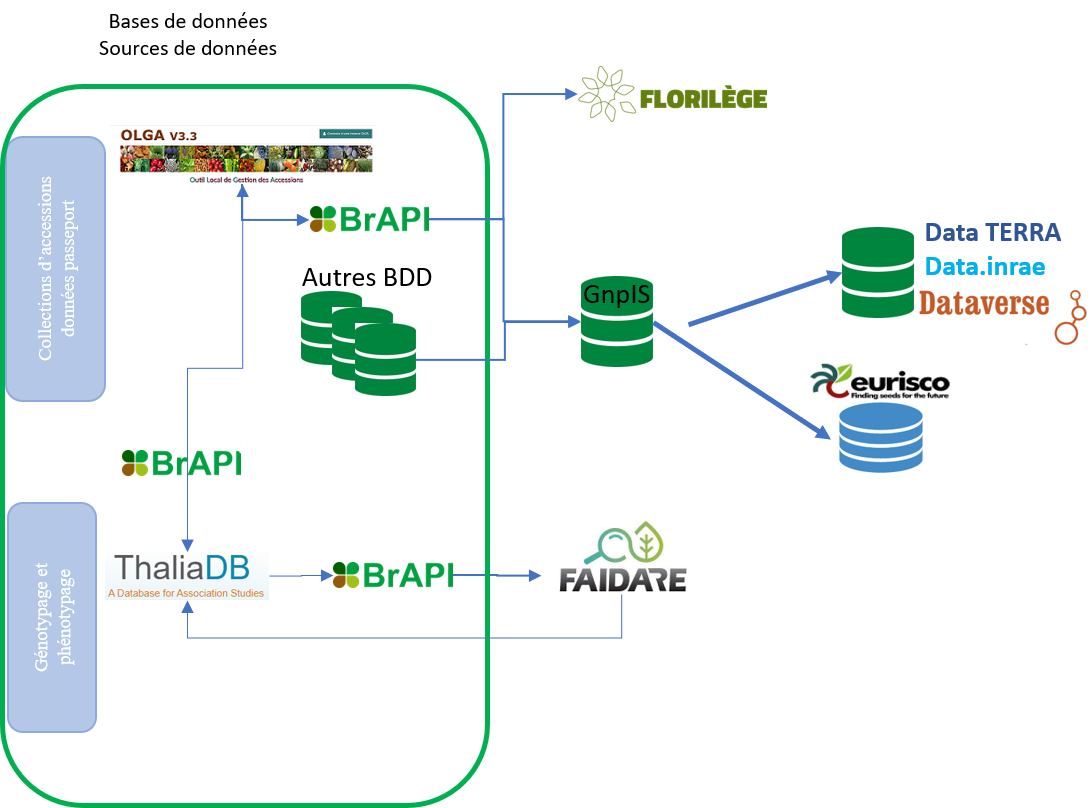 Bases de données
Sources de données
OLGA V3.3
Outil Local de Gestion des Accessions
Collections d'accessions
données passeport
BrAPI
Autres BDD
FLORILÈGE
GnpIS
Data TERRA
Data.inrae
Dataverse
eurisco
Finding seeds for the future
BrAPI
Génotypage et
phénotypage
ThaliaDB
A Database for Association Studies
BrAPI
FAIDARE